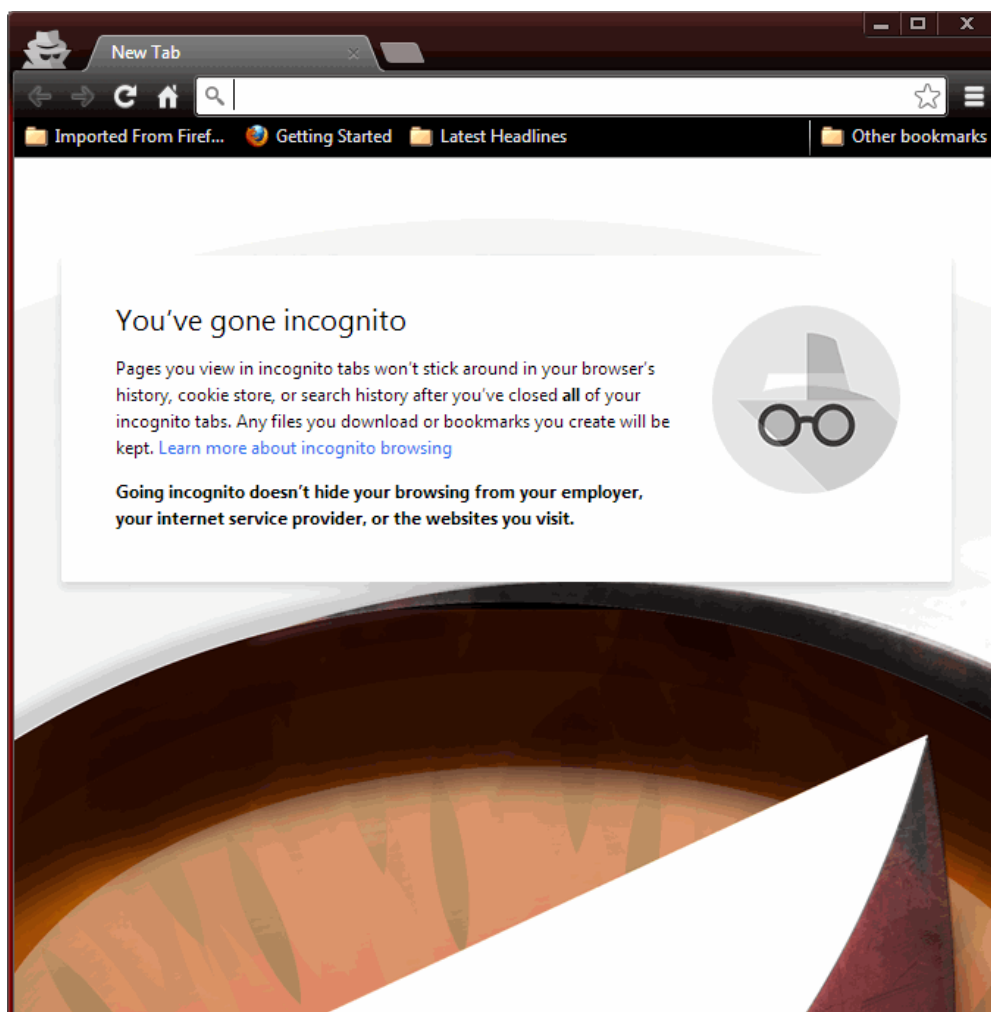 New Tab
Imported From Firef... Getting Started Latest Headlines Other bookmarks
You've gone incognito
Pages you view in incognito tabs won't stick around in your browser's
history, cookie store, or search history after you've closed all of your
incognito tabs. Any files you download or bookmarks you create will be
kept. Learn more about incognito browsing
Going incognito doesn't hide your browsing from your employer,
your internet service provider, or the websites you visit.